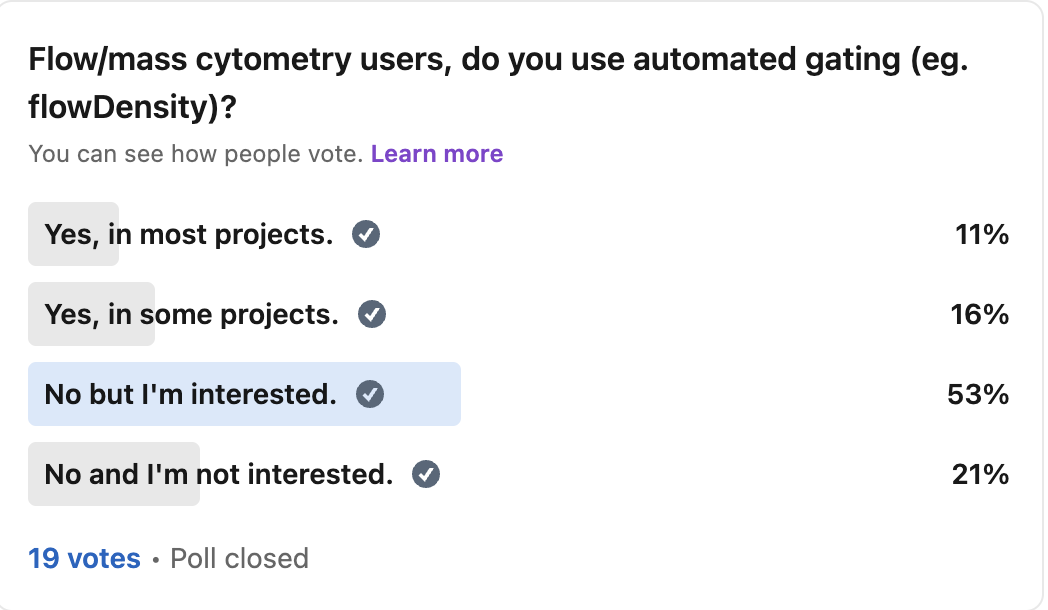 Flow/mass cytometry users, do you use automated gating (eg.
flowDensity)?
You can see how people vote. Learn more
Yes, in most projects. 11%
Yes, in some projects. 16%
No but I'm interested. 53%
No and I'm not interested. 21%
19 votes • Poll closed